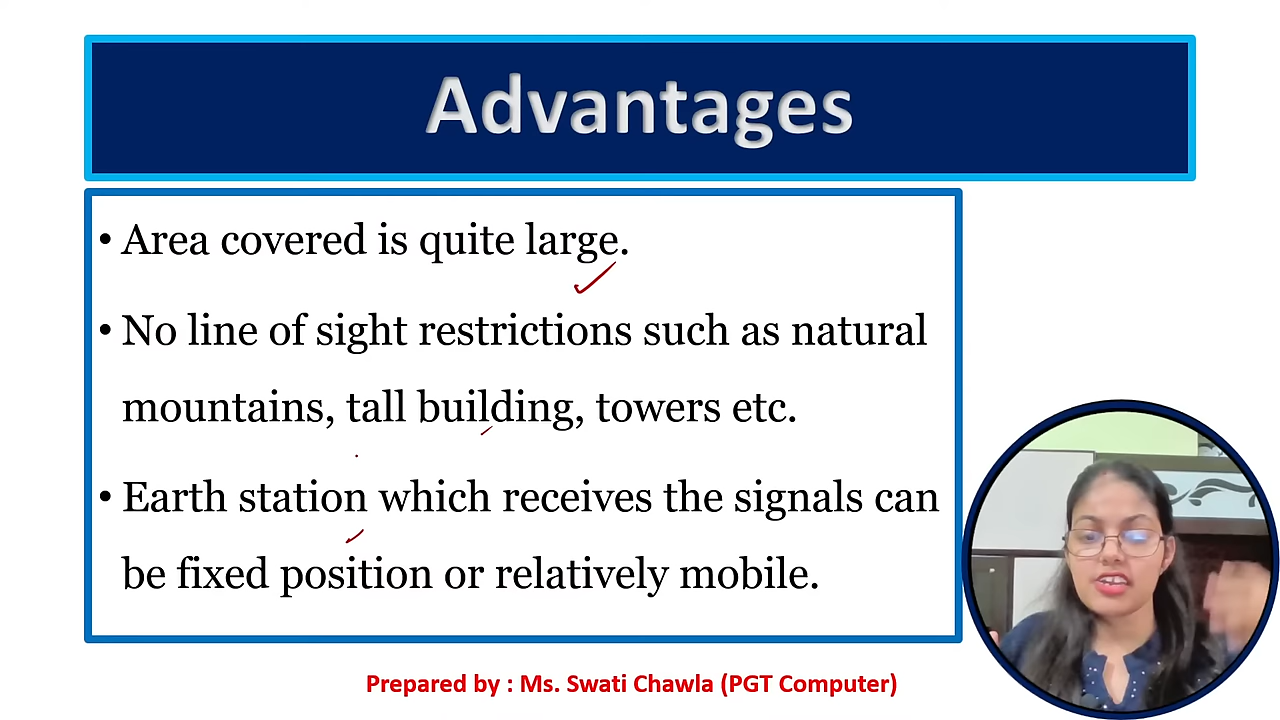 Advantages
• Area covered is quite large.
• No line of sight restrictions such as natural
mountains, tall building, towers etc.
• Earth station which receives the signals can
be fixed position or relatively mobile.
Prepared by : Ms. Swati Chawla (PGT Computer)